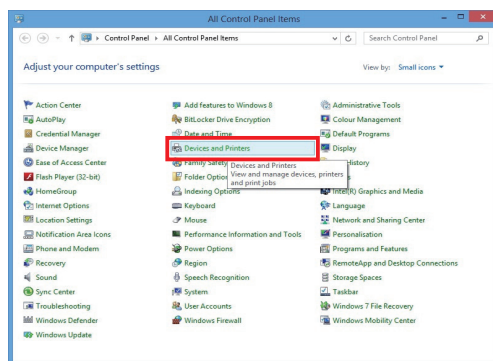 All Control Panel Items
Control Panel ▸ All Control Panel Items
Search Control Panel
Adjust your computer's settings
View by: Small icons
Action Center
Add features to Windows 8
Administrative Tools
AutoPlay
BitLocker Drive Encryption
Colour Management
Credential Manager
Date and Time
Default Programs
Device Manager
Devices and Printers
Display
Ease of Access Center
Family Safety
History
Flash Player (32-bit)
Folder Option
Devices and Printers
View and manage devices, printers
and print jobs
HomeGroup
Indexing Options
Intel(R) Graphics and Media
Internet Options
Keyboard
Language
Location Settings
Mouse
Network and Sharing Center
Notification Area Icons
Performance Information and Tools
Personalisation
Phone and Modem
Power Options
Programs and Features
Recovery
Region
RemoteApp and Desktop Connections
Sound
Speech Recognition
Storage Spaces
Sync Center
System
Taskbar
Troubleshooting
User Accounts
Windows 7 File Recovery
Windows Defender
Windows Firewall
Windows Mobility Center
Windows Update